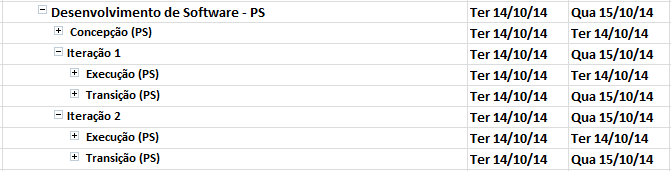 Desenvolvimento de Software - PS Ter 14/10/14 Qua 15/10/14
Concepção (PS) Ter 14/10/14 Ter 14/10/14
Iteração 1 Ter 14/10/14 Qua 15/10/14
Execução (PS) Ter 14/10/14 Ter 14/10/14
Transição (PS) Ter 14/10/14 Qua 15/10/14
Iteração 2 Ter 14/10/14 Qua 15/10/14
Execução (PS) Ter 14/10/14 Ter 14/10/14
Transição (PS) Ter 14/10/14 Qua 15/10/14